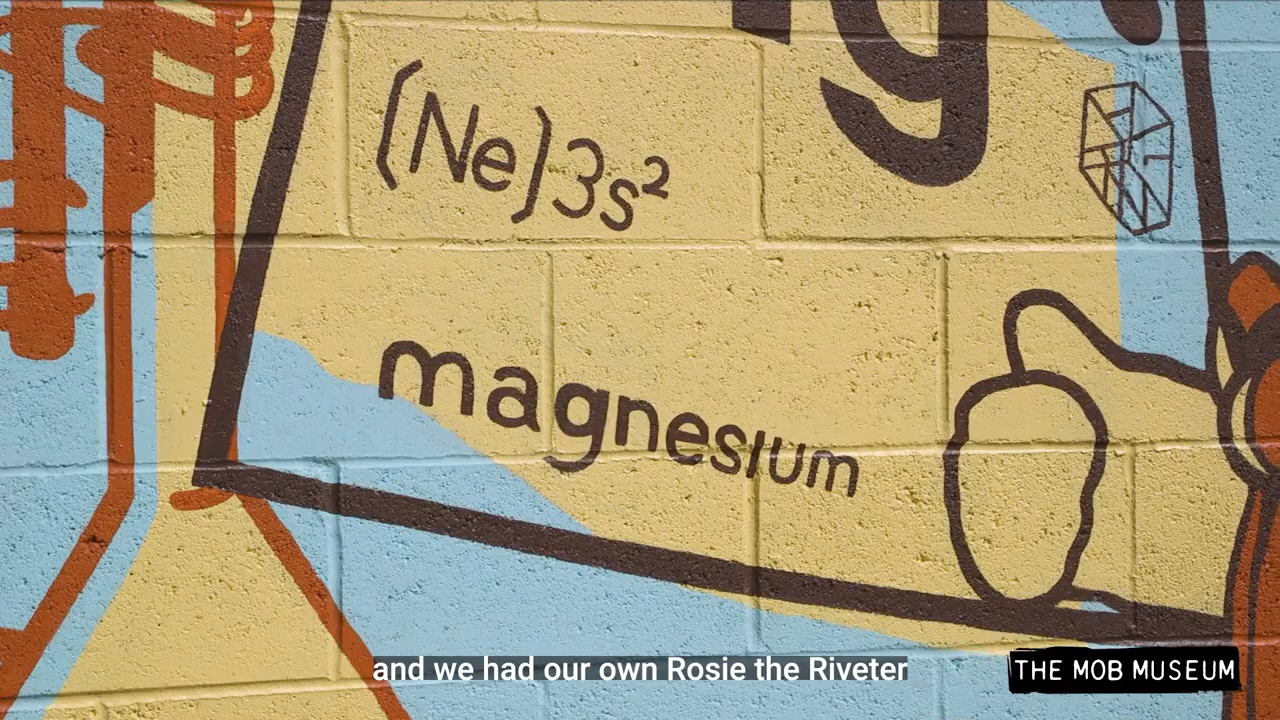 g
(Ne)3s²
magnesium
and we had our own Rosie the Riveter
THE MOB MUSEUM